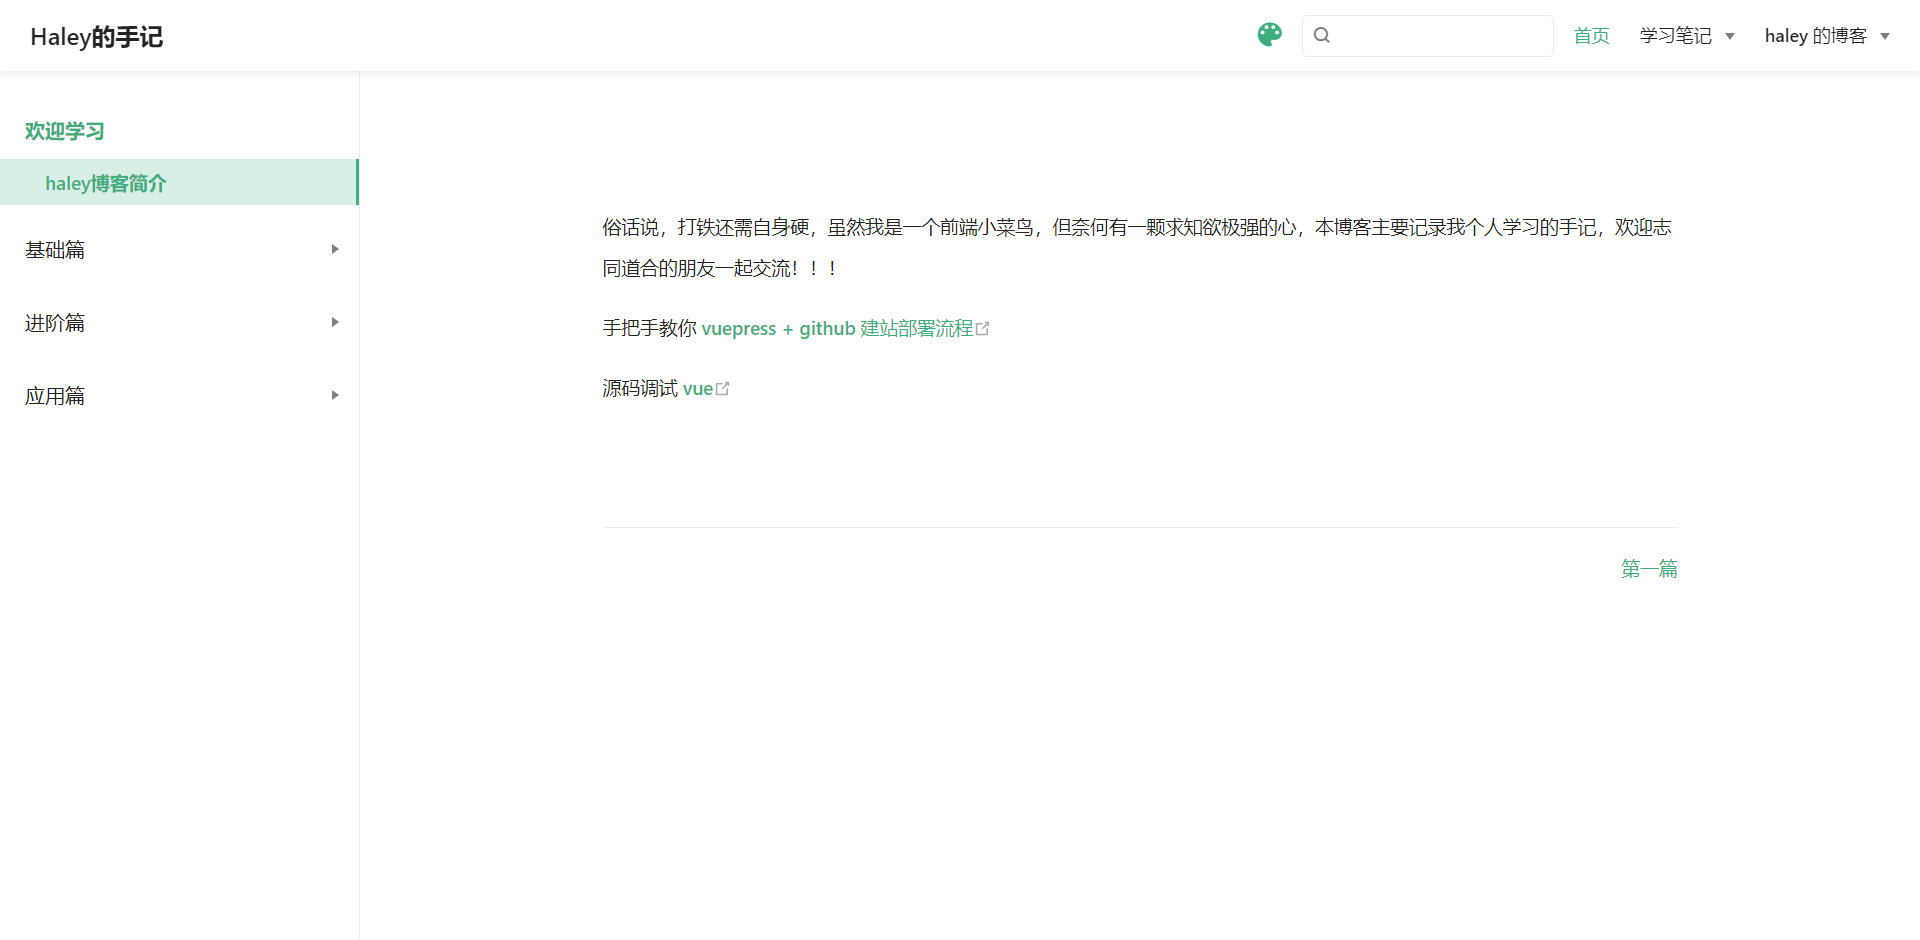 Haley的手记
首页
学习笔记
haley 的博客
欢迎学习
haley博客简介
基础篇
进阶篇
应用篇
俗话说，打铁还需自身硬，虽然我是一个前端小菜鸟，但奈何有一颗求知欲极强的心，本博客主要记录我个人学习的手记，欢迎志
同道合的朋友一起交流！！！
手把手教你 vuepress + github 建站部署流程
源码调试 vue
第一篇